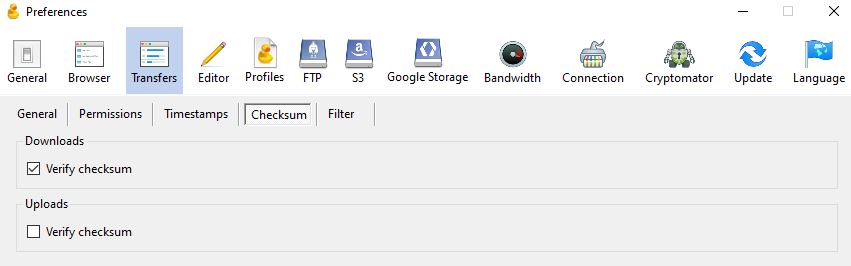 Preferences
General Browser Transfers Editor Profiles FTP S3 Google Storage Bandwidth Connection Cryptomator Update Language
General Permissions Timestamps Checksum Filter
Downloads
Verify checksum
Uploads
Verify checksum